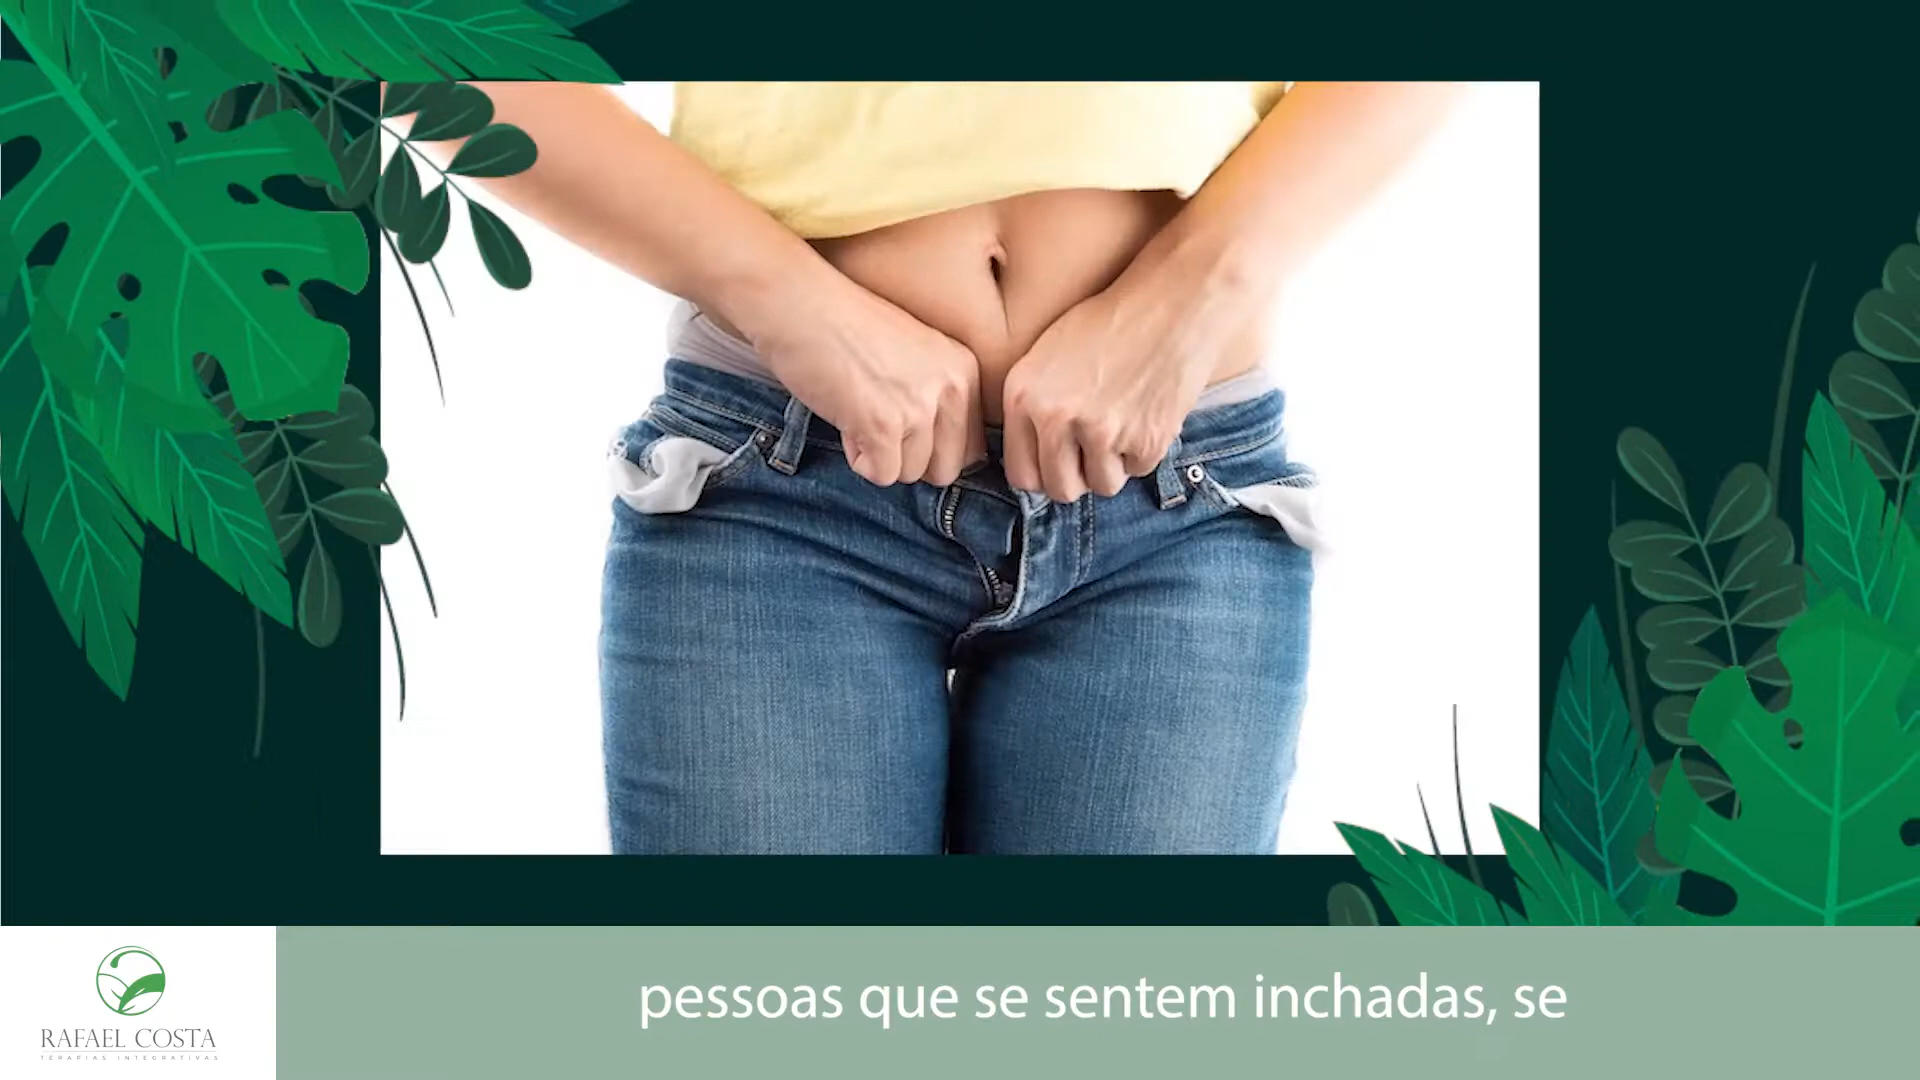 pessoas que se sentem inchadas, se
RAFAEL COSTA
TERAPIAS INTEGRATIVAS